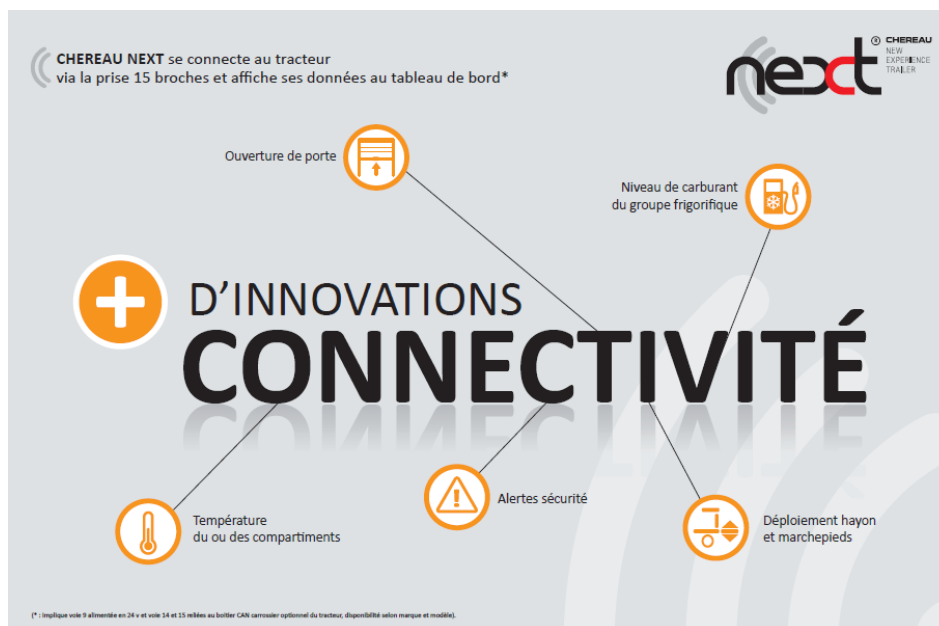 CHEREAU NEXT se connecte au tracteur
via la prise 15 broches et affiche ses données au tableau de bord*
next
® CHEREAU
NEW
EXPERIENCE
TRAILER
Ouverture de porte
Niveau de carburant
du groupe frigorifique
D'INNOVATIONS
CONNECTIVITÉ
Température
du ou des compartiments
Alertes sécurité
Déploiement hayon
et marchepieds
(* : Implique voie 9 alimentée en 24 v et voie 14 et 15 reliées au boîtier CAN carrossier optionnel du tracteur, disponibilité selon marque et modèle).